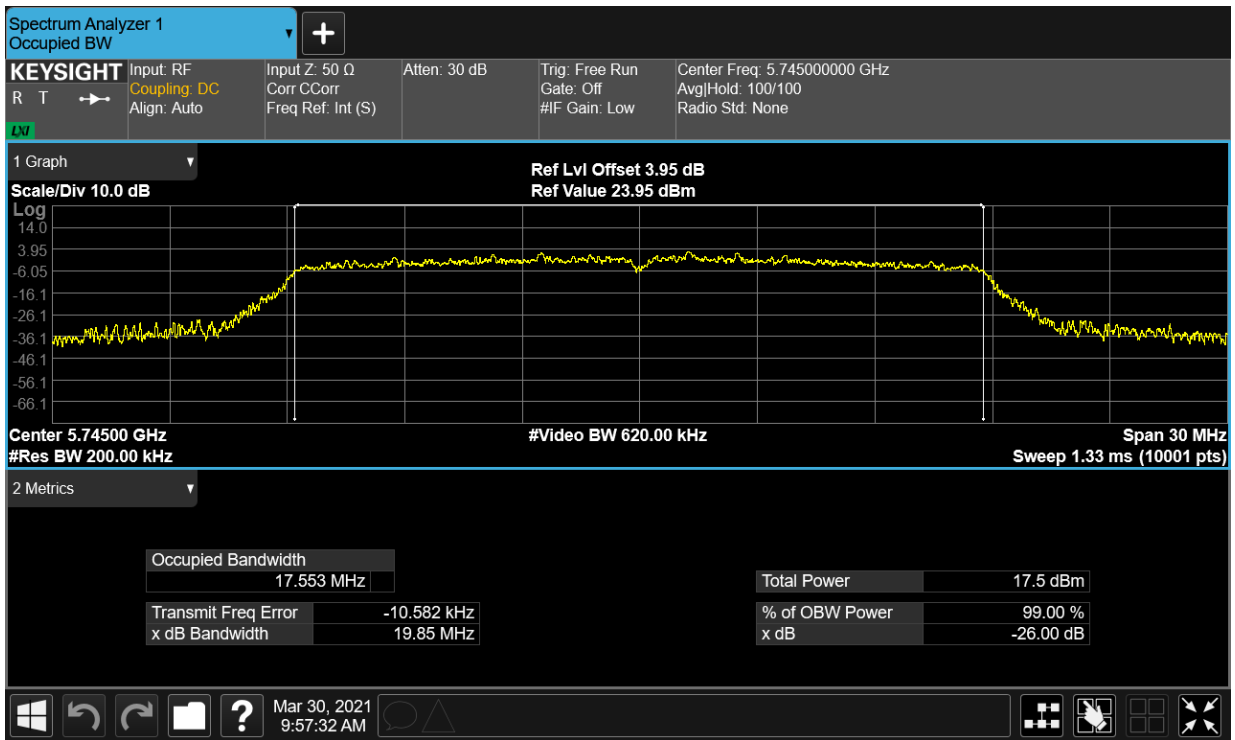 Spectrum Analyzer 1
Occupied BW
KEYSIGHT
R T
LXI
Input: RF
Coupling: DC
Align: Auto
Input Z: 50 Ω
Corr CCorr
Freq Ref: Int (S)
Atten: 30 dB
Trig: Free Run
Gate: Off
#IF Gain: Low
Center Freq: 5.745000000 GHz
Avg|Hold: 100/100
Radio Std: None
1 Graph
Ref Lvl Offset 3.95 dB
Scale/Div 10.0 dB
Ref Value 23.95 dBm
Log
14.0
3.95
-6.05
-16.1
-26.1
-36.1
-46.1
-56.1
-66.1
Center 5.74500 GHz
#Video BW 620.00 kHz
Span 30 MHz
#Res BW 200.00 kHz
Sweep 1.33 ms (10001 pts)
2 Metrics
Occupied Bandwidth
17.553 MHz
Total Power 17.5 dBm
Transmit Freq Error -10.582 kHz
% of OBW Power 99.00 %
x dB Bandwidth 19.85 MHz
x dB -26.00 dB
?
Mar 30, 2021
9:57:32 AM